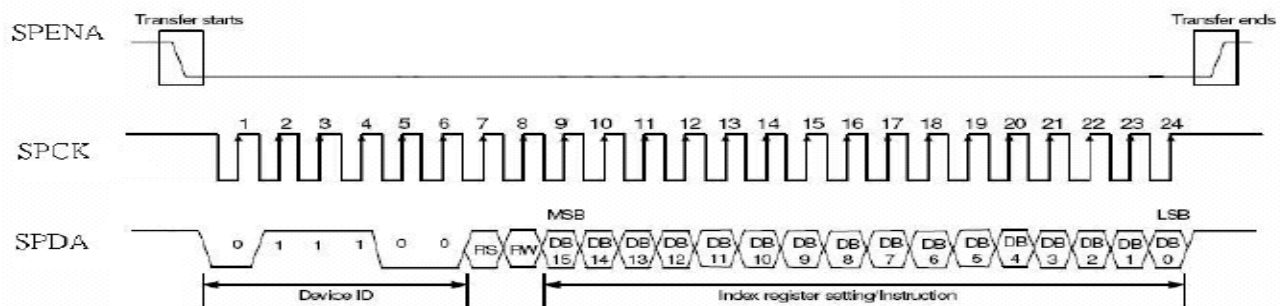 Transfer starts
Transfer ends
SPENA
1 2 3 4 5 6 7 8 9 10 11 12 13 14 15 16 17 18 19 20 21 22 23 24
SPCK
MSB
LSB
SPDA
0 1 1 1 0 0 RS RW DB 15 DB 14 DB 13 DB 12 DB 11 DB 10 DB 9 DB 8 DB 7 DB 6 DB 5 DB 4 DB 3 DB 2 DB 1 DB 0
Device ID
Index register setting/Instruction